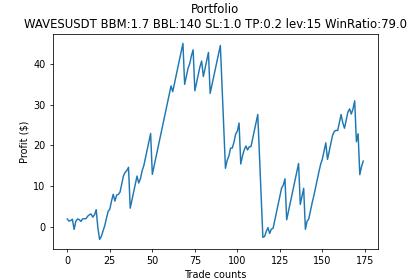 Portfolio
WAVESUSDT BBM:1.7 BBL:140 SL:1.0 TP:0.2 lev:15 WinRatio:79.0
Profit ($)
40
30
20
10
0
0 25 50 75 100 125 150 175
Trade counts